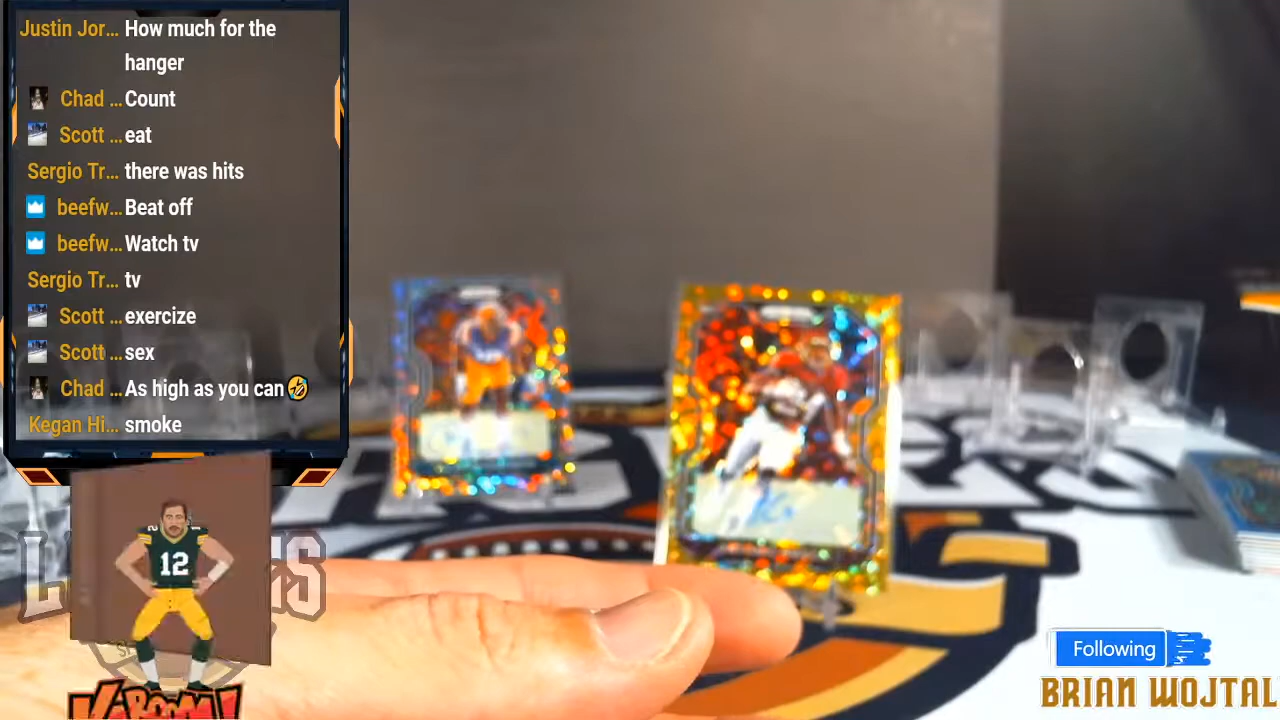 Justin Jor... How much for the
hanger
Chad ... Count
Scott ... eat
Sergio Tr... there was hits
beefw... Beat off
beefw... Watch tv
Sergio Tr... tv
Scott ... exercize
Scott ... sex
Chad ... As high as you can🤣
Kegan Hi... smoke
12
KABOOM!
Following
BRIAN WOJTAL